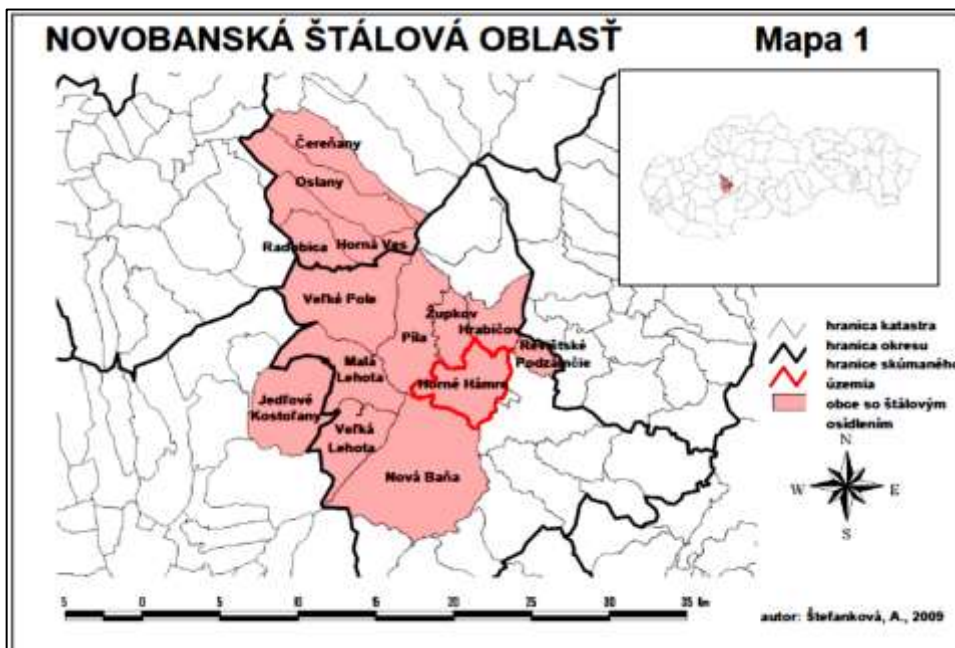 NOVOBANSKÁ ŠTÁLOVÁ OBLASŤ
Mapa 1
Čereňany
Oslany
Radobica
Horná Ves
Veľká Pole
Píla
Župkov
Hrabičov
Revištské
Podzámčie
Malá
Lehota
Horné Hámre
Jedľové
Kostoľany
Veľká
Lehota
Nová Baňa
hranica katastra
hranica okresu
hranice skúmaného
územia
obce so štálovým
osídlením
N
W
E
S
5 0 5 10 15 20 25 30 35 km
autor: Štefanková, A., 2009